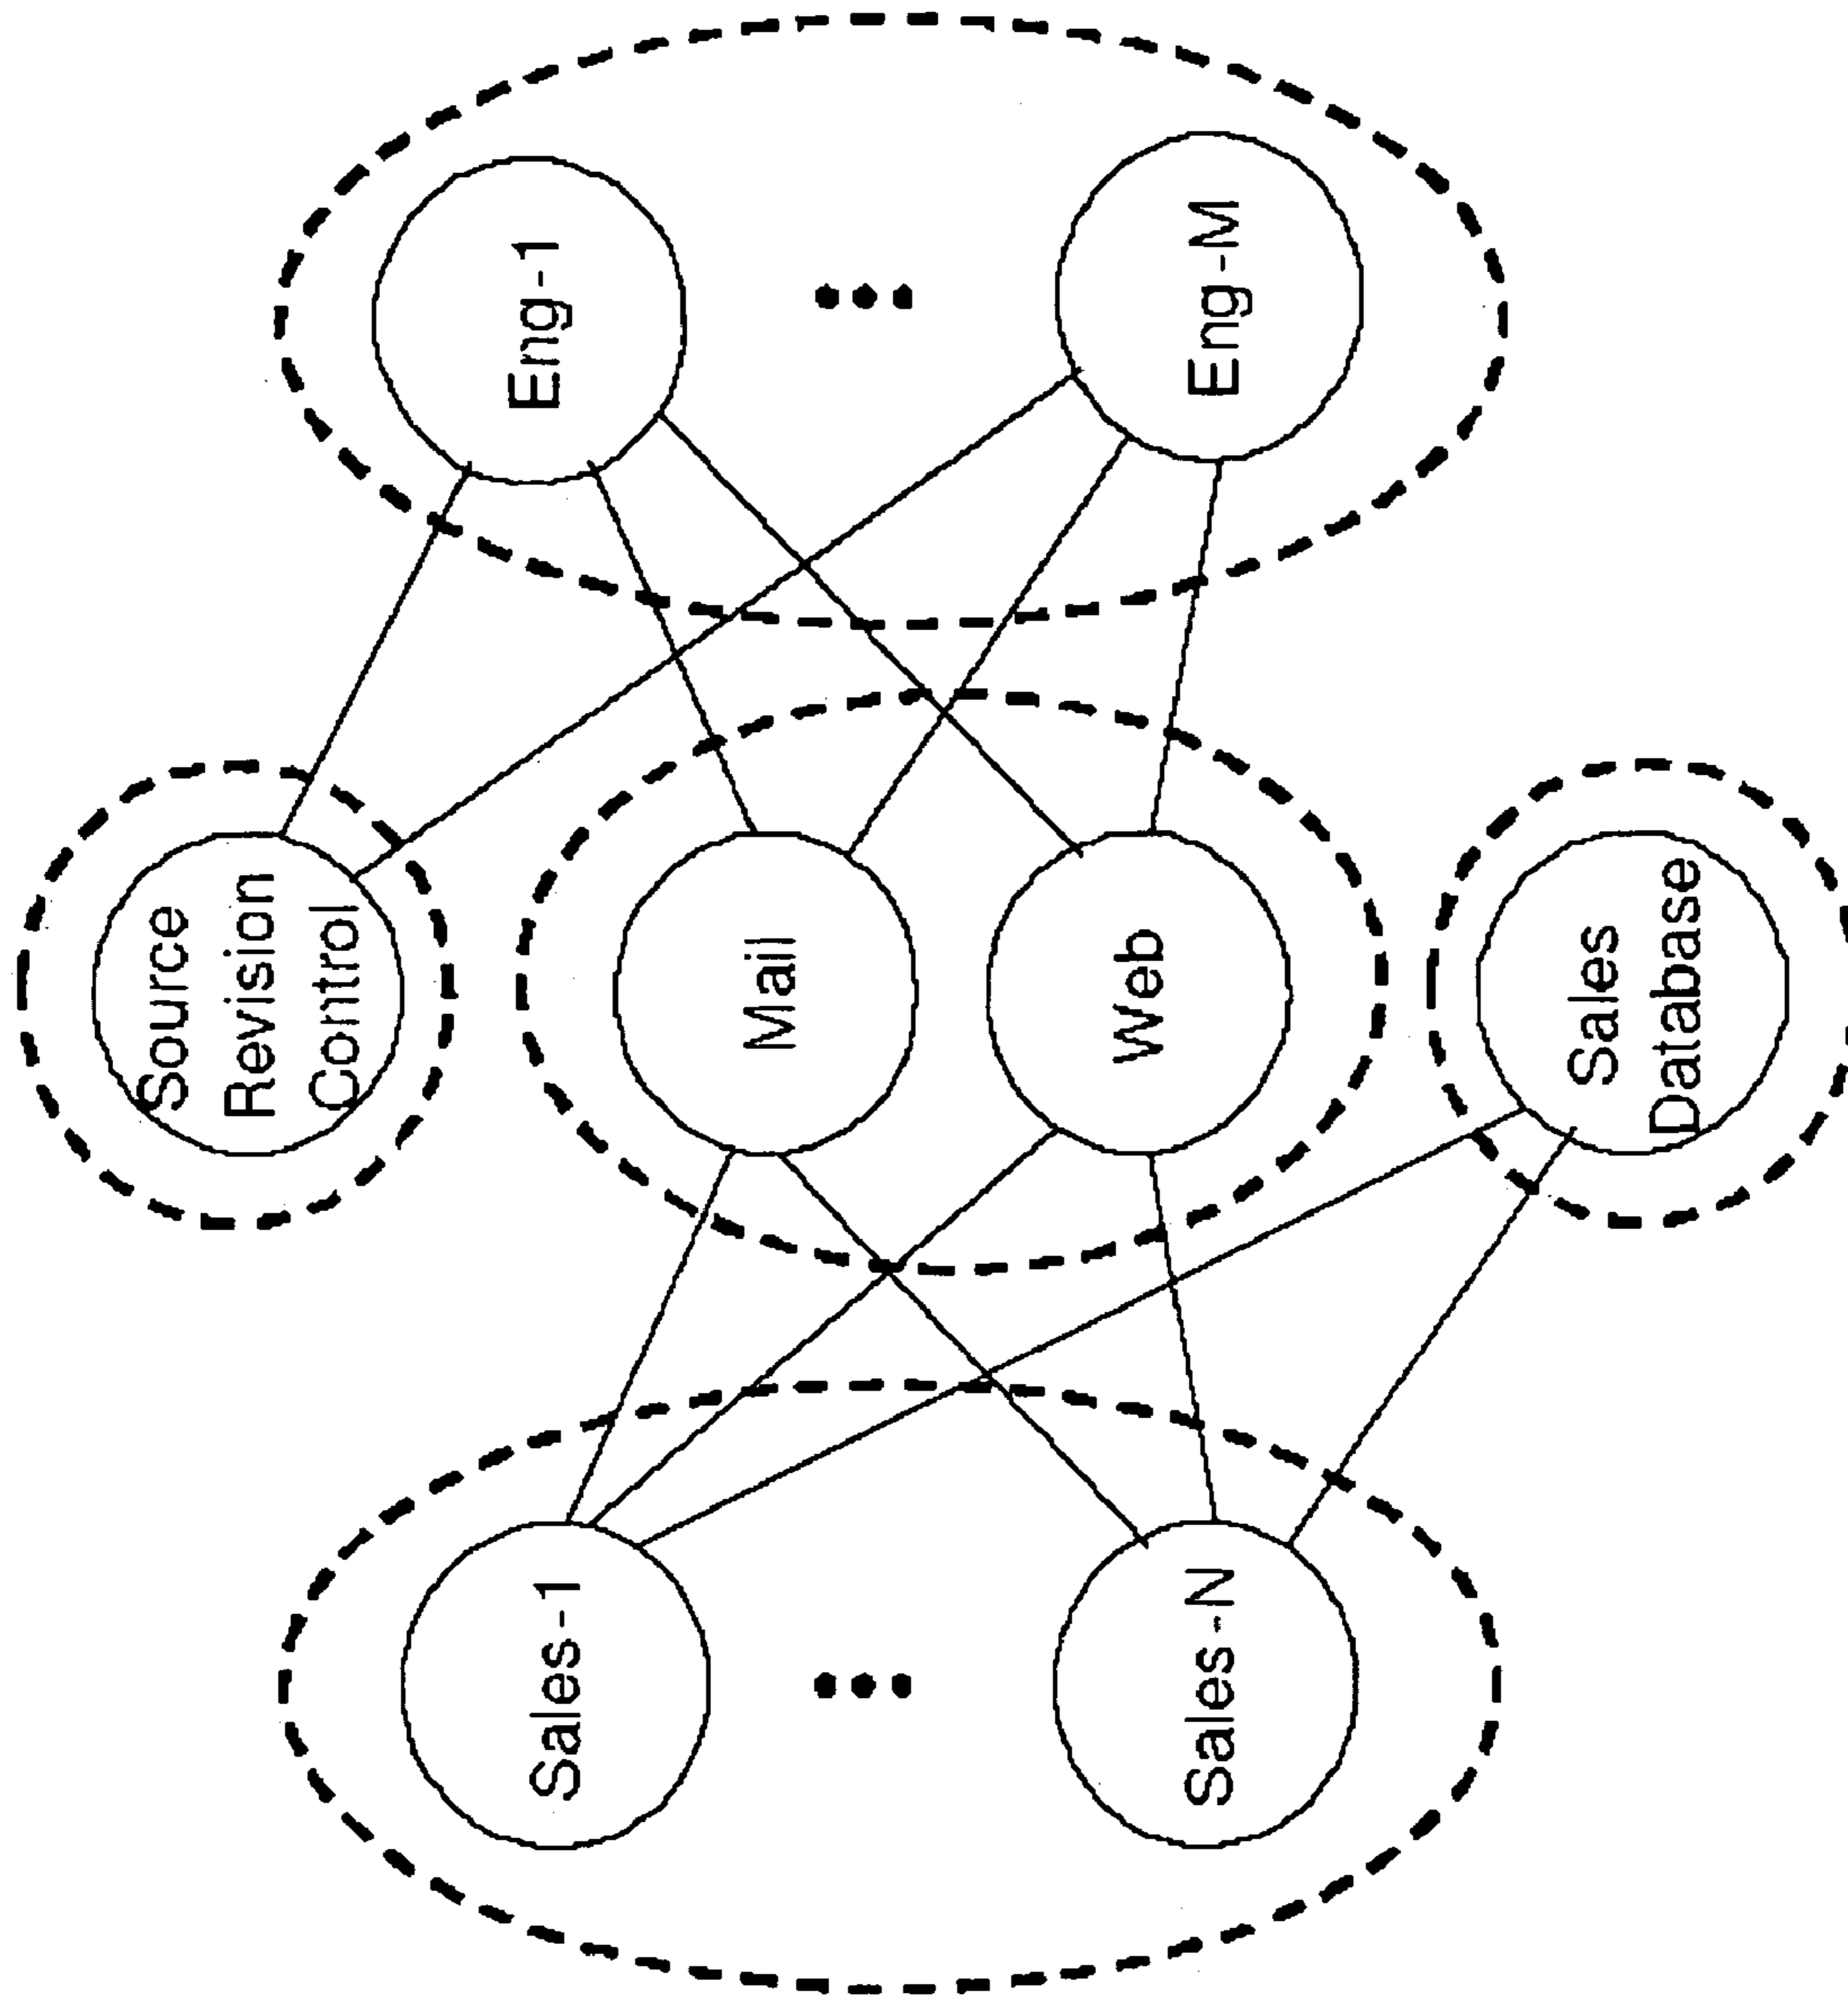 Eng-1
Eng-M
Source
Revision
Control
Mail
Web
Sales
Database
Sales-1
Sales-N